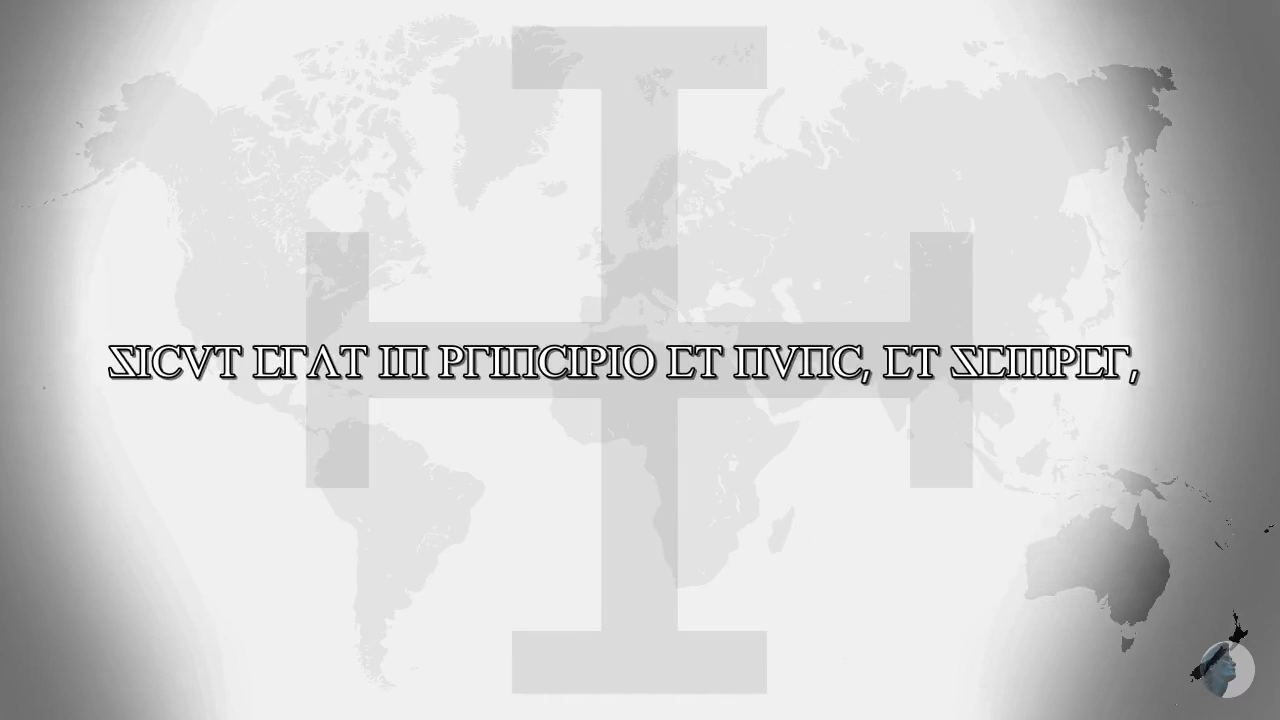 SICVT ERAT IN PRINCIPIO ET NVNC, ET SEMPER,